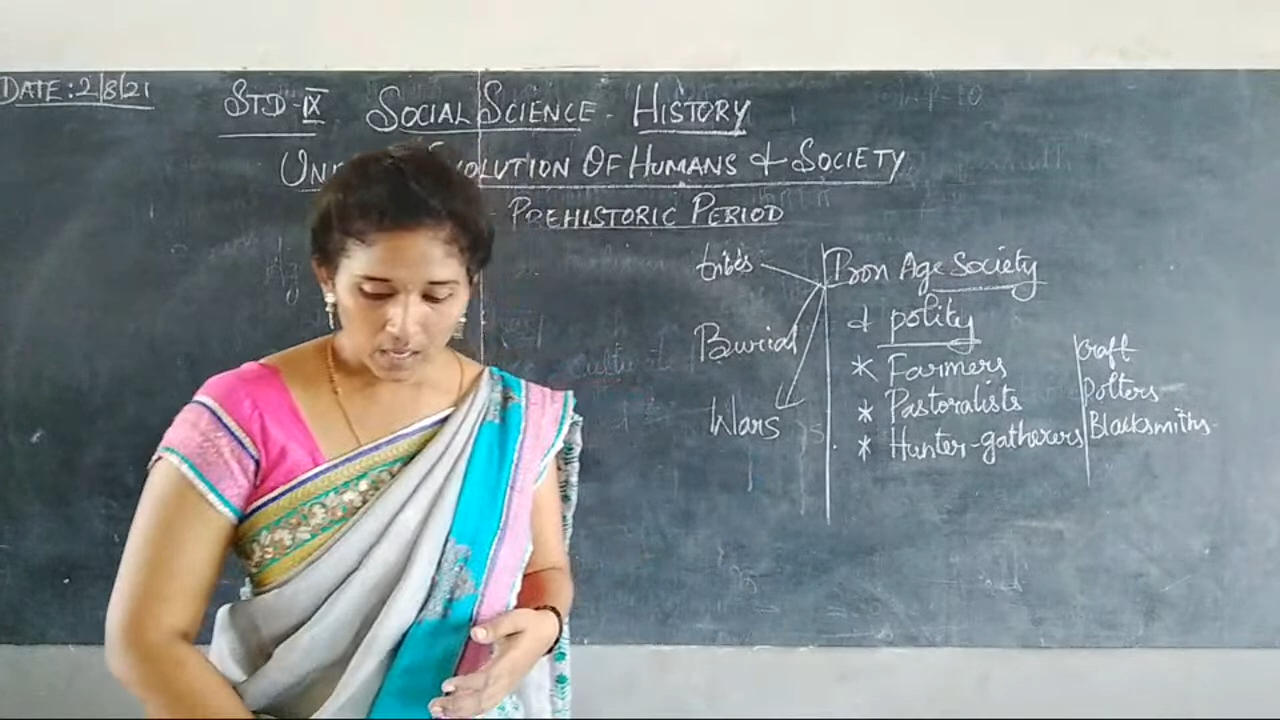 DATE: 2/8/21
STD-IX SOCIAL SCIENCE - HISTORY
OF HUMANS & SOCIETY
PREHISTORIC PERIOD
tribes
Burial
Wars
Iron Age Society
& polity
* Farmers
* Pastoralists
* Hunter-gatherers
Craft
Potters
Blacksmiths